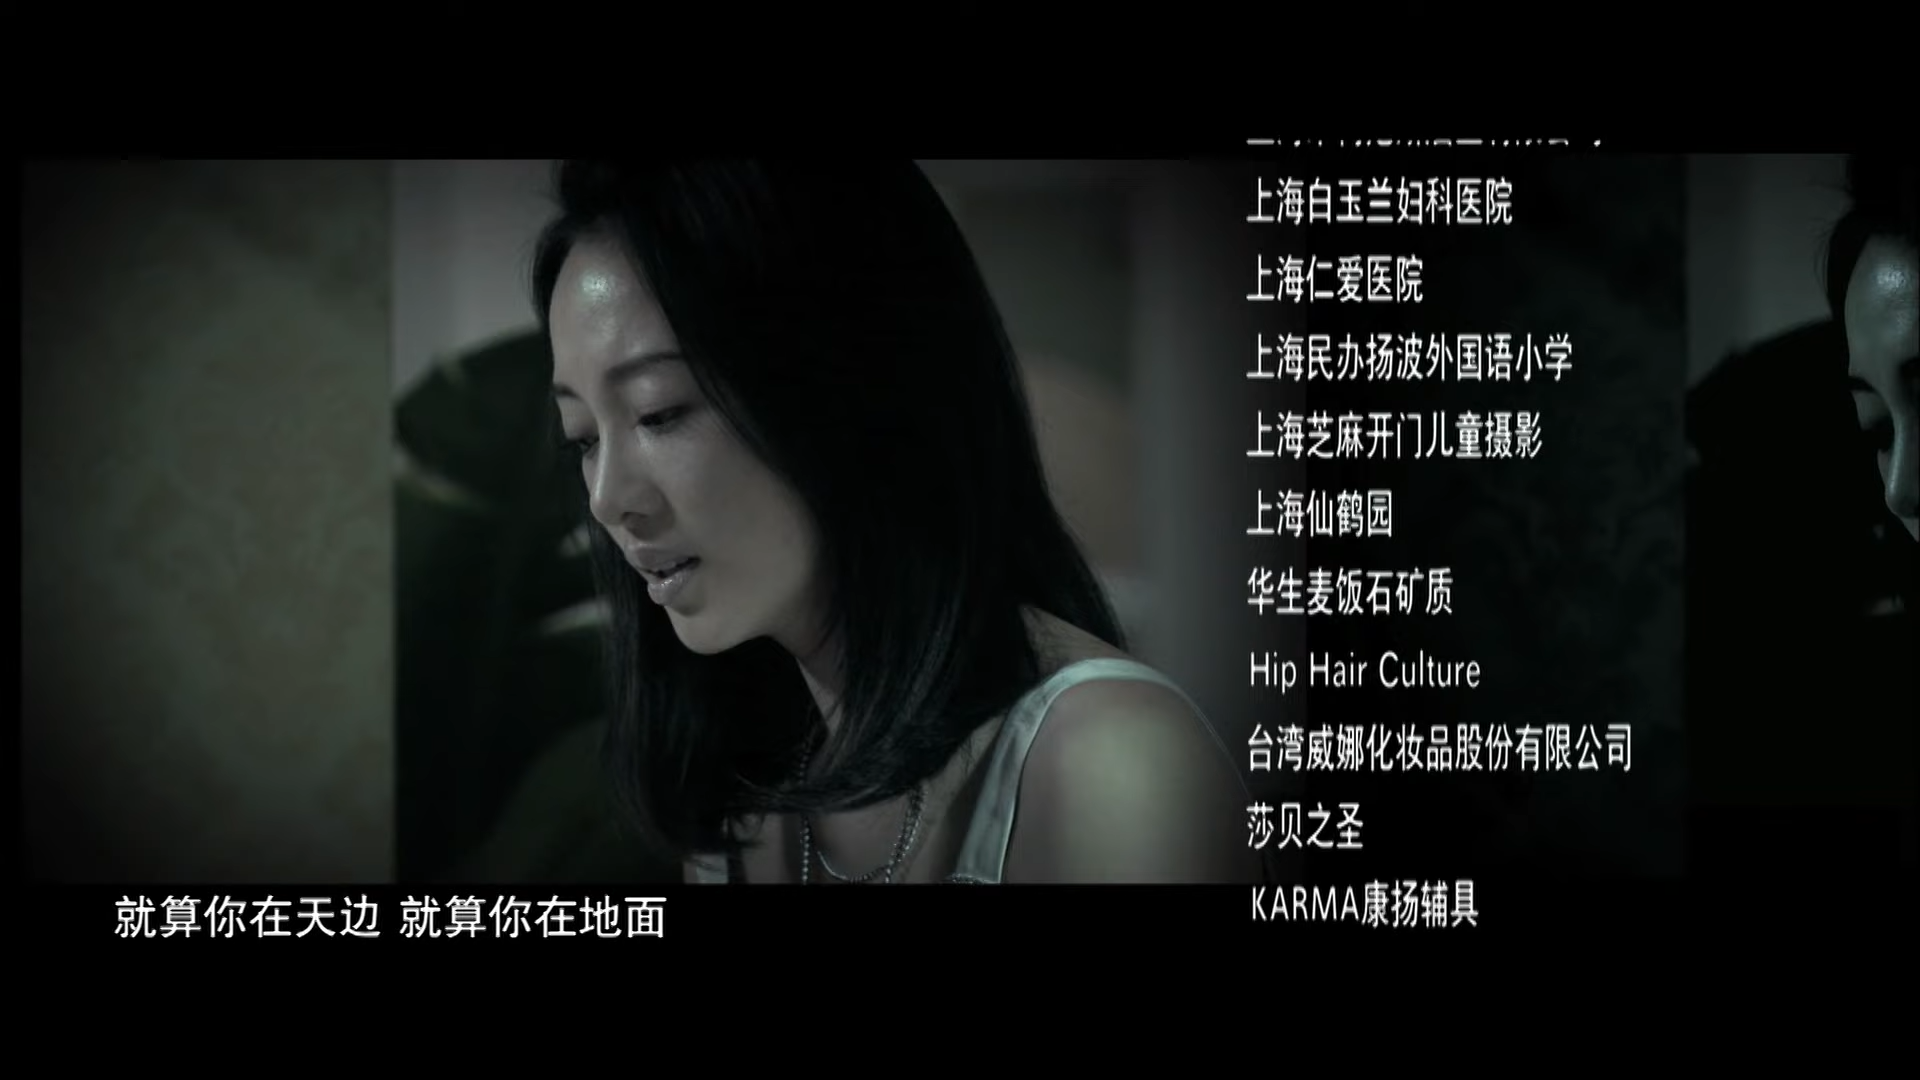 上海白玉兰妇科医院
上海仁爱医院
上海民办扬波外国语小学
上海芝麻开门儿童摄影
上海仙鹤园
华生麦饭石矿质
Hip Hair Culture
台湾威娜化妆品股份有限公司
莎贝之圣
KARMA康扬辅具
就算你在天边 就算你在地面